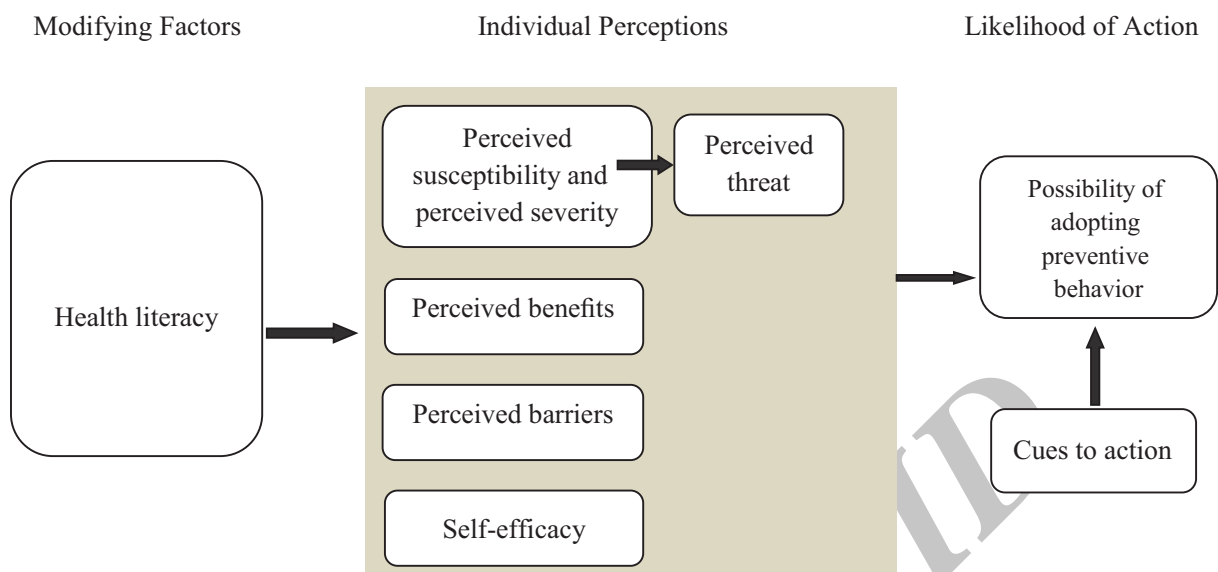 Modifying Factors
Individual Perceptions
Likelihood of Action
Health literacy
Perceived
susceptibility and
perceived severity
Perceived
threat
Perceived benefits
Perceived barriers
Self-efficacy
Possibility of
adopting
preventive
behavior
Cues to action